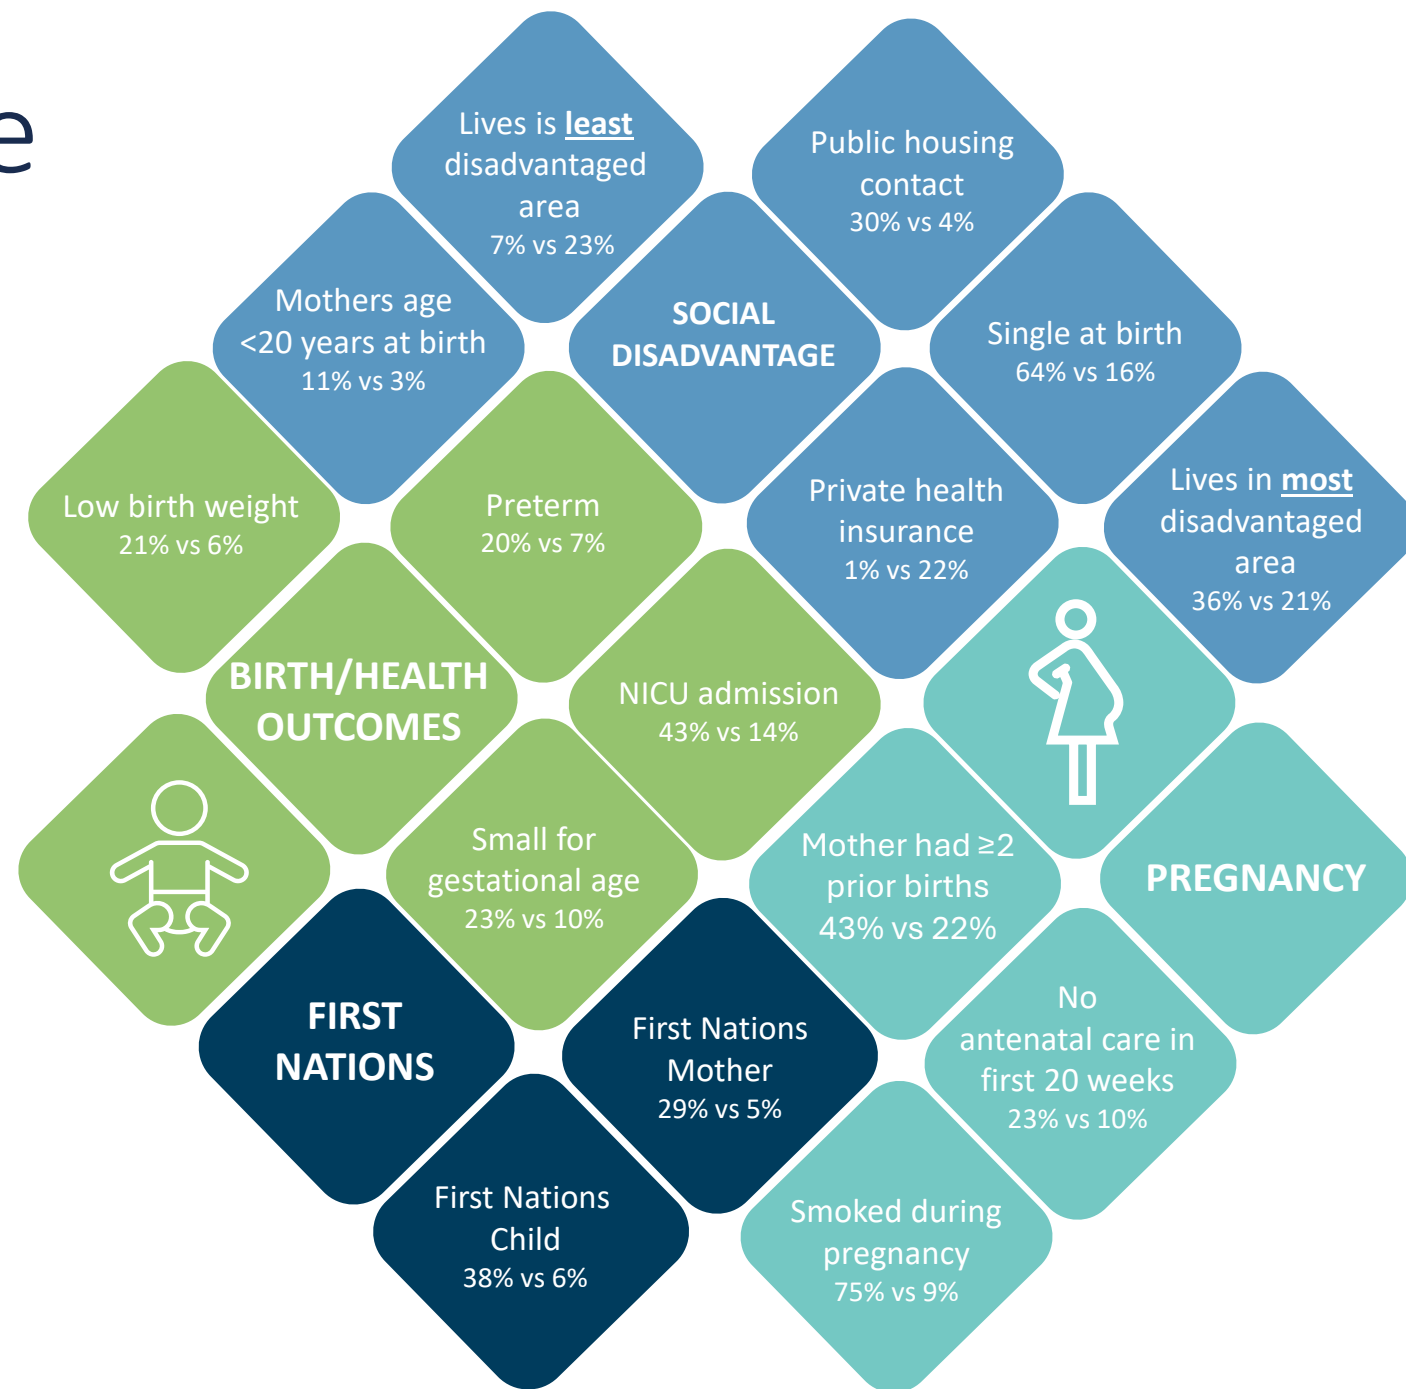 e
Lives is least
disadvantaged
area
7% vs 23%
Public housing
contact
30% vs 4%
Mothers age
<20 years at birth
11% vs 3%
SOCIAL
DISADVANTAGE
Single at birth
64% vs 16%
Low birth weight
21% vs 6%
Preterm
20% vs 7%
Private health
insurance
1% vs 22%
Lives in most
disadvantaged
area
36% vs 21%
BIRTH/HEALTH
OUTCOMES
NICU admission
43% vs 14%
Small for
gestational age
23% vs 10%
Mother had ≥2
prior births
43% vs 22%
PREGNANCY
FIRST
NATIONS
First Nations
Mother
29% vs 5%
No
antenatal care in
first 20 weeks
23% vs 10%
First Nations
Child
38% vs 6%
Smoked during
pregnancy
75% vs 9%